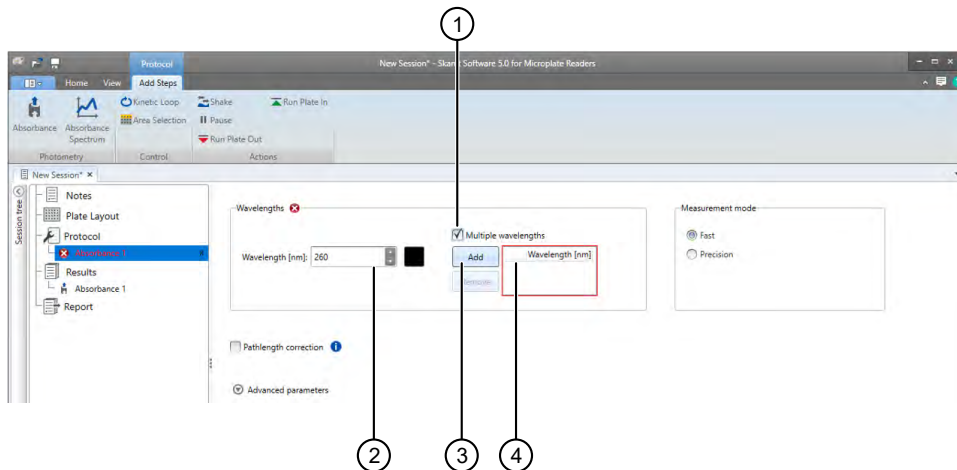 1
Protocol
New Session* - SkanIt Software 5.0 for Microplate Readers
Home View Add Steps
Kinetic Loop Shake Run Plate In
Absorbance Absorbance Spectrum Area Selection Pause
Run Plate Out
Photometry Control Actions
New Session* ×
Session tree
Notes
Plate Layout
Protocol
Absorbance 1
Results
Absorbance 1
Report
Wavelengths
Multiple wavelengths
Wavelength [nm]: 260
Add
Wavelength [nm]
Remove
Measurement mode
Fast
Precision
Pathlength correction
Advanced parameters
2 3 4